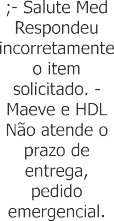 ;- Salute Med
Respondeu
incorretamente
o item
solicitado. -
Maeve e HDL
Não atende o
prazo de
entrega,
pedido
emergencial.